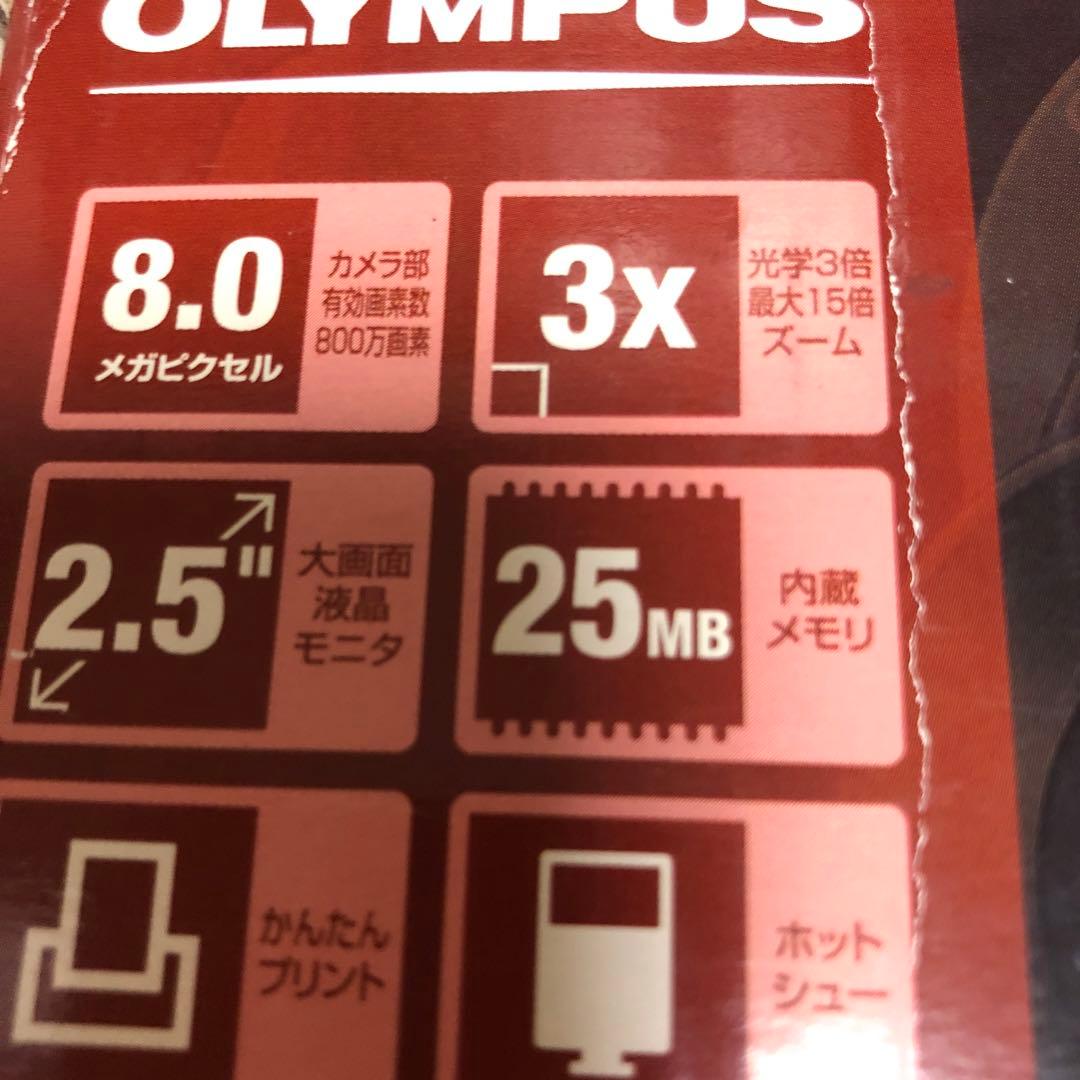 OLYMPUS
8.0
メガピクセル
カメラ部
有効画素数
800万画素
3x
光学3倍
最大15倍
ズーム
2.5"
大画面
液晶
モニタ
25MB
内蔵
メモリ
かんたん
プリント
ホット
シュー